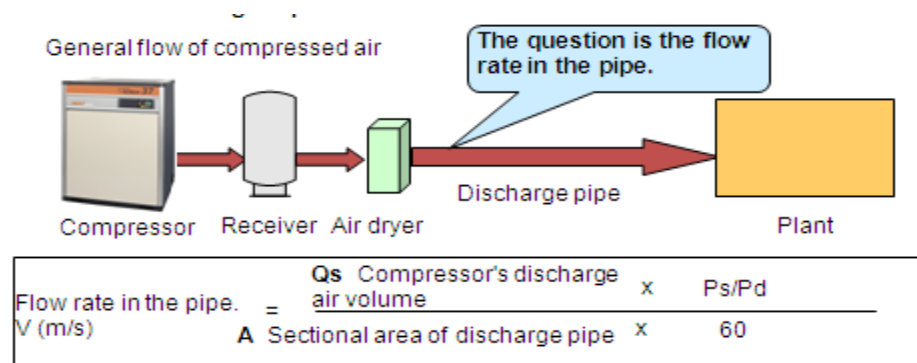 General flow of compressed air
The question is the flow
rate in the pipe.
37
Discharge pipe
Compressor
Receiver
Air dryer
Plant
Qs Compressor's discharge
air volume
x
Ps/Pd
Flow rate in the pipe.
V (m/s)
=
A Sectional area of discharge pipe
x
60